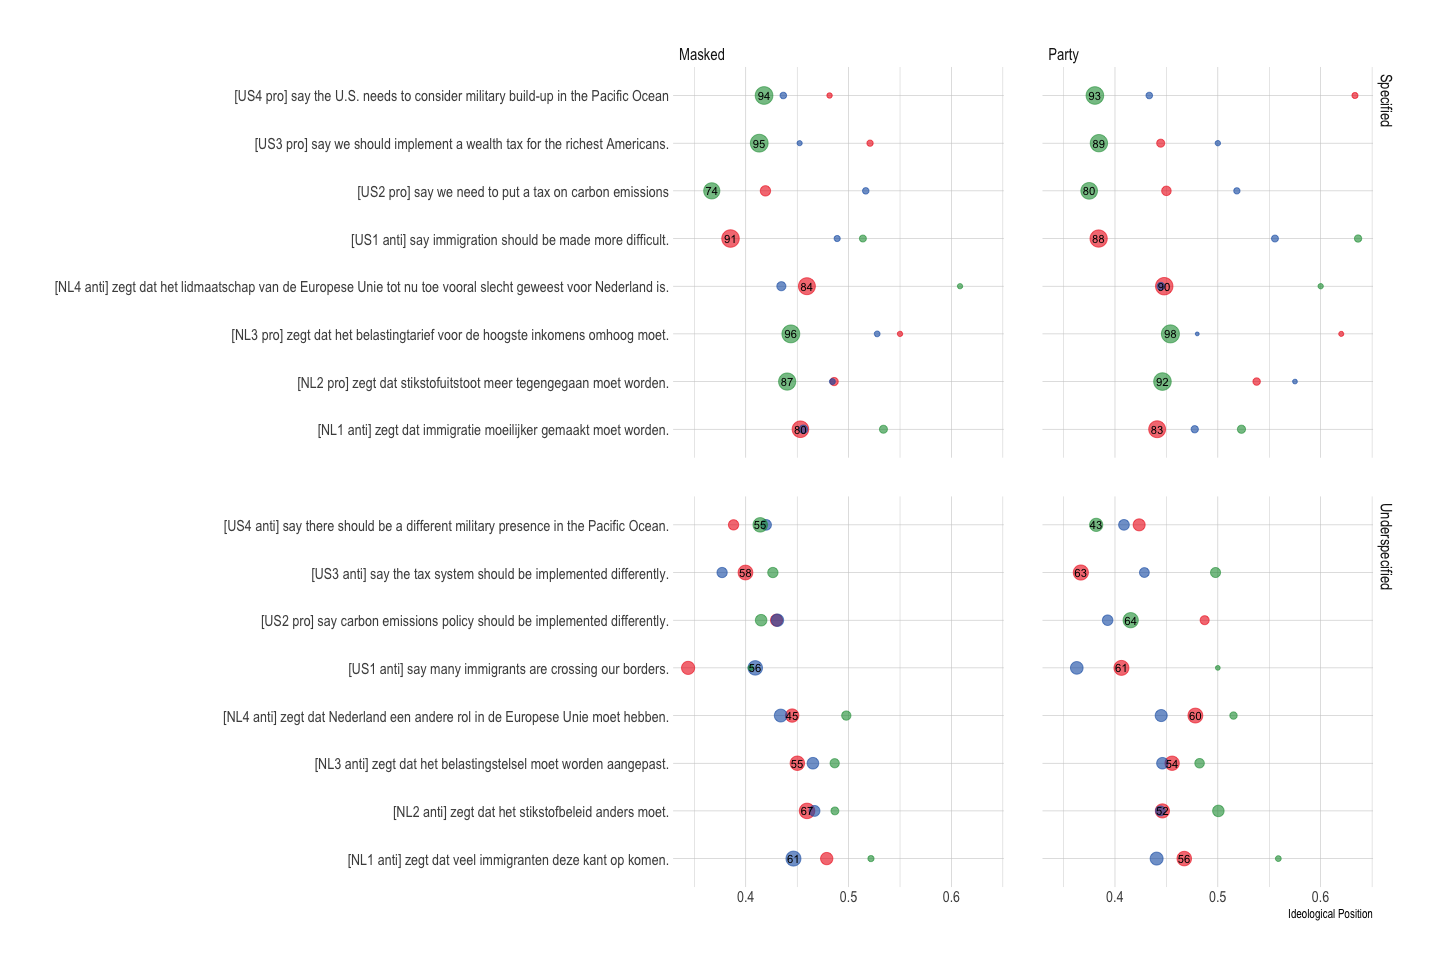 Masked
Party
Specified
[US4 pro] say the U.S. needs to consider military build-up in the Pacific Ocean
94
93
[US3 pro] say we should implement a wealth tax for the richest Americans.
95
89
[US2 pro] say we need to put a tax on carbon emissions
74
80
[US1 anti] say immigration should be made more difficult.
91
88
[NL4 anti] zegt dat het lidmaatschap van de Europese Unie tot nu toe vooral slecht geweest voor Nederland is.
84
90
[NL3 pro] zegt dat het belastingtarief voor de hoogste inkomens omhoog moet.
96
98
[NL2 pro] zegt dat stikstofuitstoot meer tegengegaan moet worden.
87
92
[NL1 anti] zegt dat immigratie moeilijker gemaakt moet worden.
80
83
Underspecified
[US4 anti] say there should be a different military presence in the Pacific Ocean.
55
43
[US3 anti] say the tax system should be implemented differently.
58
63
[US2 pro] say carbon emissions policy should be implemented differently.
64
[US1 anti] say many immigrants are crossing our borders.
56
61
[NL4 anti] zegt dat Nederland een andere rol in de Europese Unie moet hebben.
45
60
[NL3 anti] zegt dat het belastingstelsel moet worden aangepast.
55
54
[NL2 anti] zegt dat het stikstofbeleid anders moet.
67
52
[NL1 anti] zegt dat veel immigranten deze kant op komen.
61
56
0.4 0.5 0.6
0.4 0.5 0.6
Ideological Position